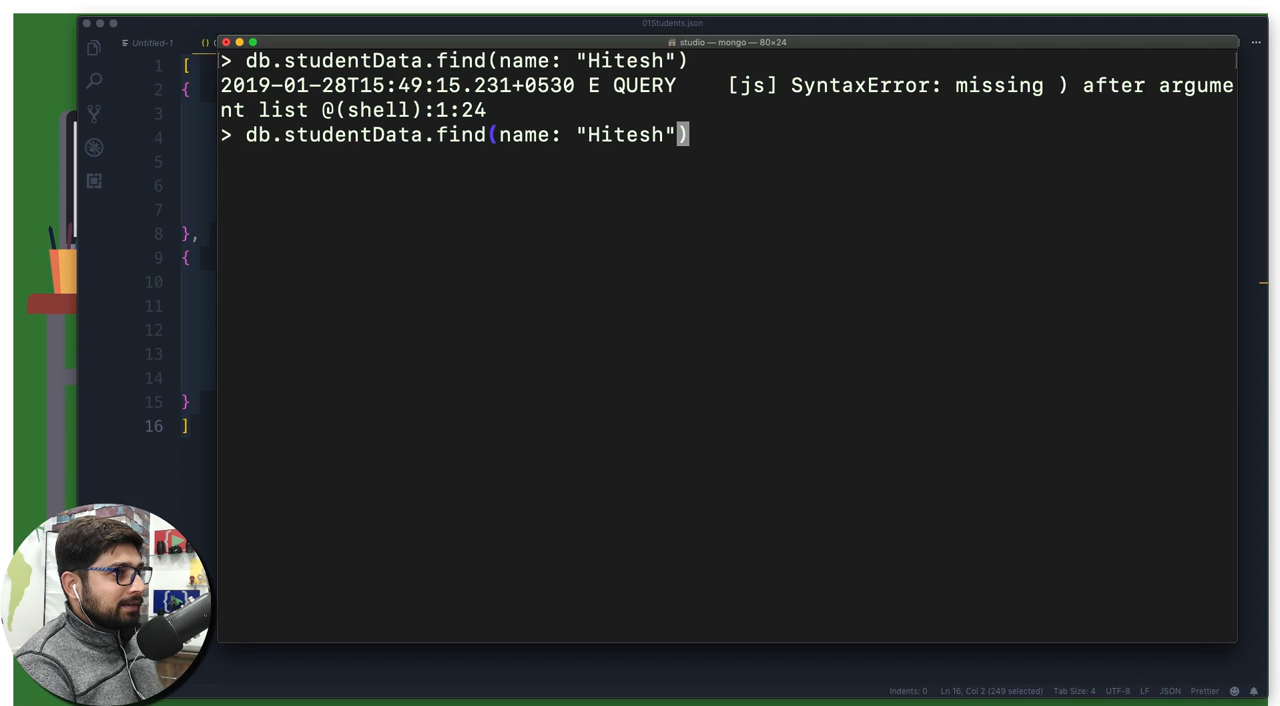 01Students.json
Untitled-1
{} (
studio — mongo — 80×24
> db.studentData.find(name: "Hitesh")
2019-01-28T15:49:15.231+0530 E QUERY    [js] SyntaxError: missing ) after argume
nt list @(shell):1:24
> db.studentData.find(name: "Hitesh")
1 [
2 {
3
4
5
6
7
8 },
9 {
10
11
12
13
14
15 }
16 ]
Indents: 0 Ln 16, Col 2 (249 selected) Tab Size: 4 UTF-8 LF JSON Prettier